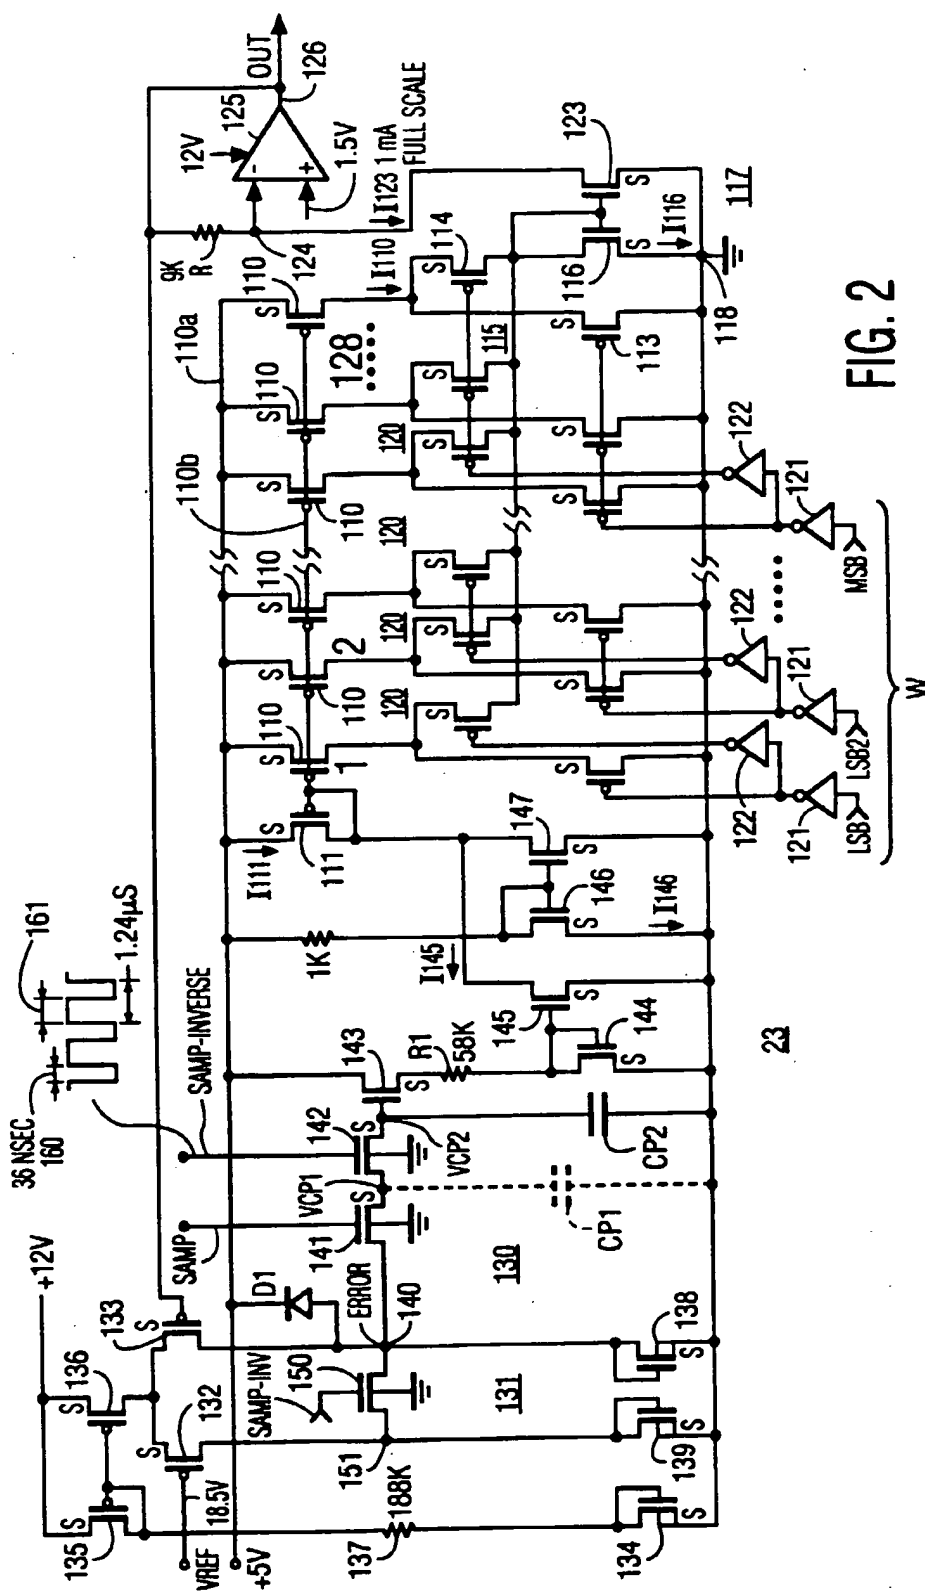 36 NSEC
160
161
1.24µS
OUT
126
125
12V
-
+
1.5V
9K
R
124
I123 1 mA
FULL SCALE
+12V
SAMP-INVERSE
110a
110b
110
110
110
110
110
110
S
S
S
S
S
S
128
I110
1
2
I111
S
111
135
S
136
S
133
S
132
S
VREF
18.5V
+5V
D1
SAMP
ERROR
140
SAMP-INV
150
151
131
130
141
S
VCP1
142
S
VCP2
143
S
R1
58K
145
S
144
S
I145
1K
146
S
147
S
I146
CP1
CP2
23
137
188K
134
S
139
S
138
S
120
120
120
115
114
S
S
S
S
S
S
113
S
S
S
S
S
S
116
S
I116
123
S
117
118
121
122
121
122
121
122
LSB
LSB2
MSB
W
FIG. 2